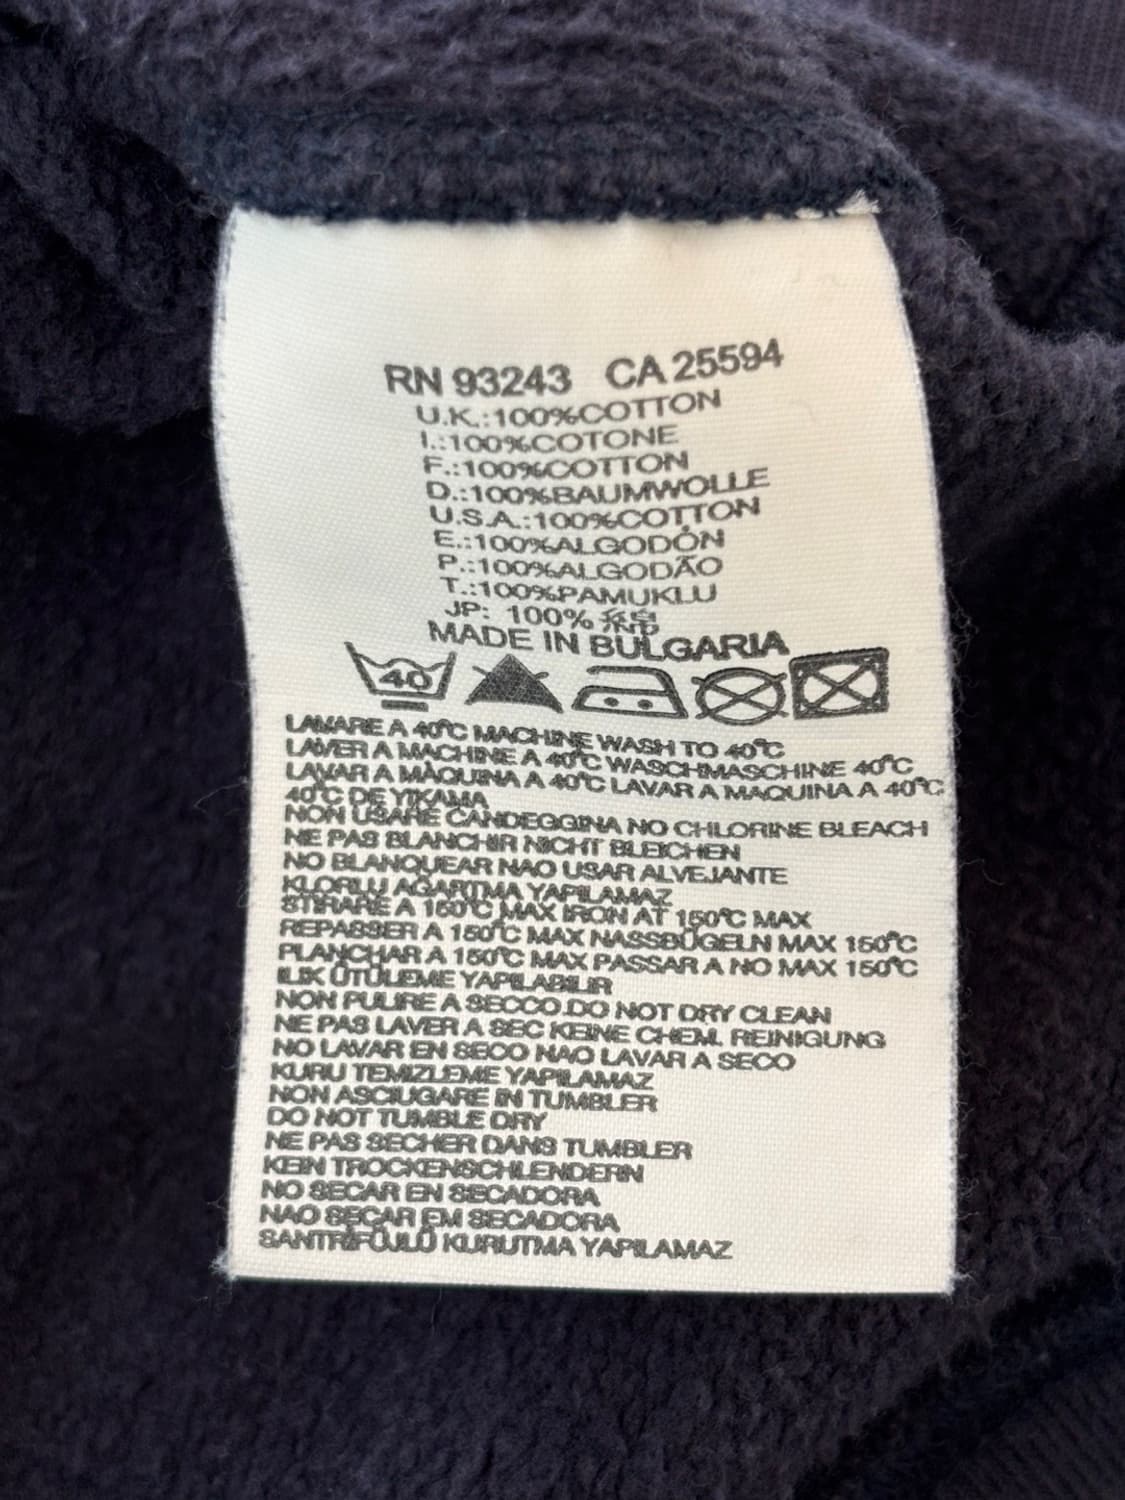 RN 93243 CA 25594
U.K.:100%COTTON
I.:100%COTONE
F.:100%COTTON
D.:100%BAUMWOLLE
U.S.A.:100%COTTON
E.:100%ALGODÓN
P.:100%ALGODÃO
T.:100%PAMUKLU
JP: 100%
MADE IN BULGARIA
40
LAVARE A 40°C MACHINE WASH TO 40°C
LAVER A MACHINE A 40°C WASCHMASCHINE 40°C
LAVAR A MÀQUINA A 40°C LAVAR A MAQUINA A 40°C
40°C DE YIKAMA
NON USARE CANDEGGINA NO CHLORINE BLEACH
NE PAS BLANCHIR NICHT BLEICHEN
NO BLANQUEAR NAO USAR ALVEJANTE
KLORLU AĞARTMA YAPILAMAZ
STIRARE A 150°C MAX IRON AT 150°C MAX
REPASSER A 150°C MAX NASSBÜGELN MAX 150°C
PLANCHAR A 150°C MAX PASSAR A NO MAX 150°C
ILIK ÜTÜLEME YAPILABILIR
NON PULIRE A SECCO.DO NOT DRY CLEAN
NE PAS LAVER A SEC KEINE CHEM. REINIGUNG
NO LAVAR EN SECO NAO LAVAR A SECO
KURU TEMIZLEME YAPILAMAZ
NON ASCIUGARE IN TUMBLER
DO NOT TUMBLE DRY
NE PAS SECHER DANS TUMBLER
KEIN TROCKENSCHLENDERN
NO SECAR EN SECADORA
NAO SEÇAR EM SECADORA
SANTRİFÜJLÜ KURUTMA YAPILAMAZ